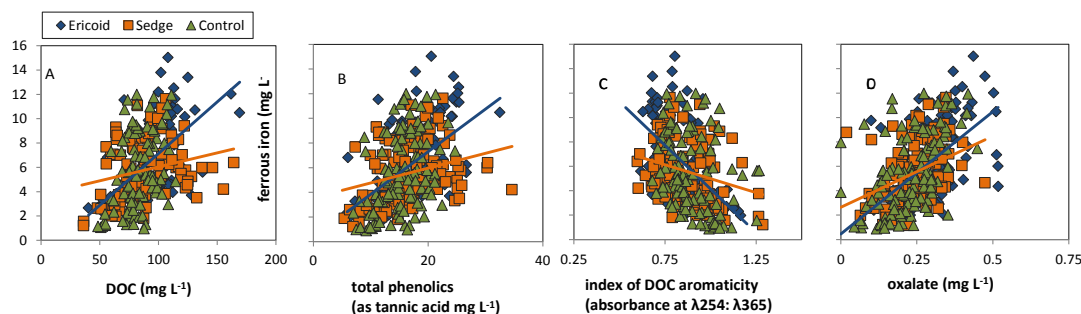 Ericoid Sedge Control
ferrous iron (mg L-
16
14
12
10
8
6
4
2
0
A
0 50 100 150 200
DOC (mg L-1)
B
0 20 40
total phenolics
(as tannic acid mg L-1)
C
0.25 0.75 1.25
index of DOC aromaticity
(absorbance at λ254: λ365)
D
0 0.25 0.5 0.75
oxalate (mg L-1)